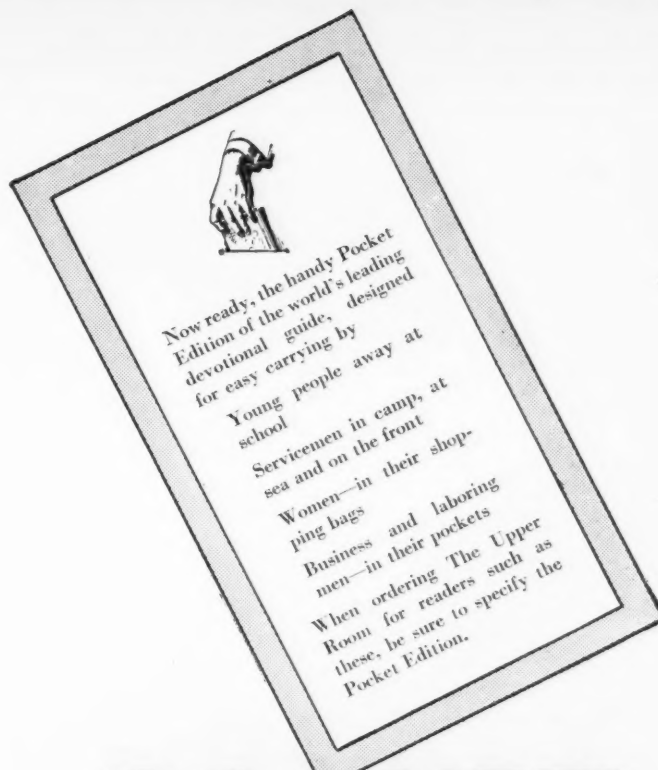 Now ready, the handy Pocket
Edition of the world's leading
devotional guide, designed
for easy carrying by
Young people away at
school
Servicemen in camp, at
sea and on the front
Women—in their shop-
ping bags
Business and laboring
men—in their pockets
When ordering The Upper
Room for readers such as
these, be sure to specify the
Pocket Edition.